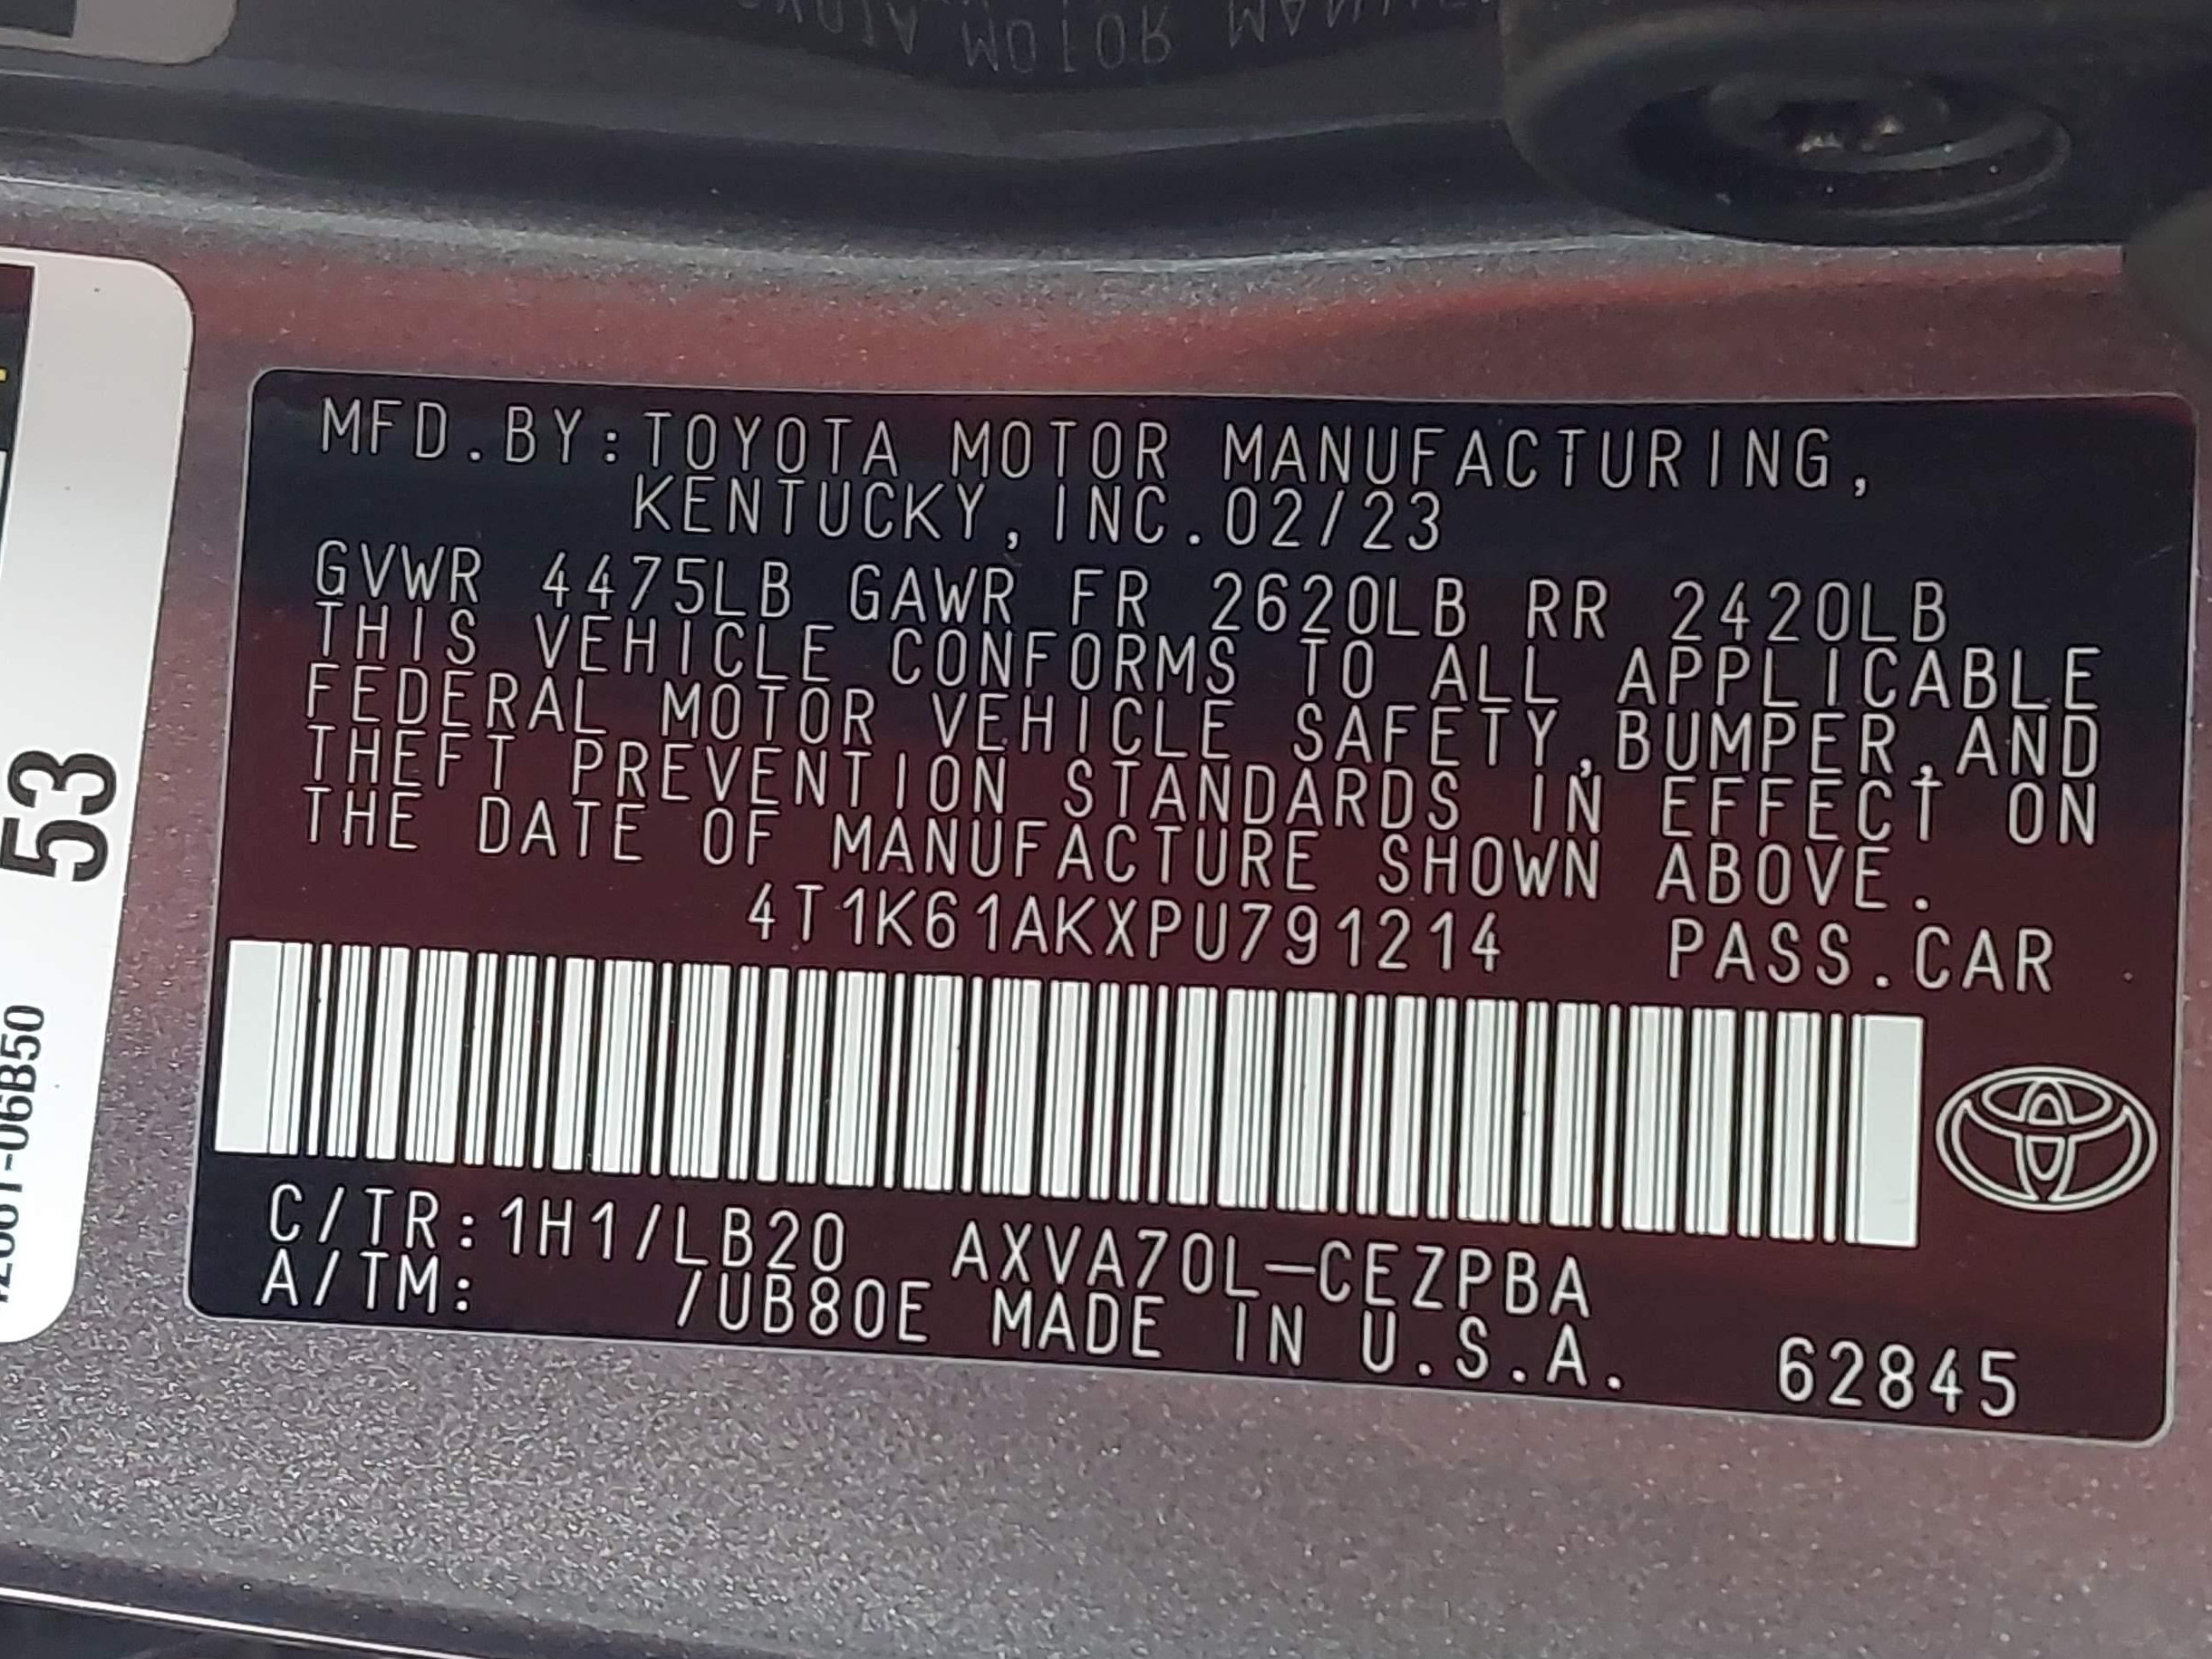 MFD.BY:TOYOTA MOTOR MANUFACTURING,
KENTUCKY,INC.02/23
GVWR 4475LB GAWR FR 2620LB RR 2420LB
THIS VEHICLE CONFORMS TO ALL APPLICABLE
FEDERAL MOTOR VEHICLE SAFETY,BUMPER,AND
THEFT PREVENTION STANDARDS IN EFFECT ON
THE DATE OF MANUFACTURE SHOWN ABOVE.
4T1K61AKXPU791214 PASS.CAR
C/TR:1H1/LB20 AXVA70L-CEZPBA
A/TM: /UB80E MADE IN U.S.A. 62845
53
MOTOR